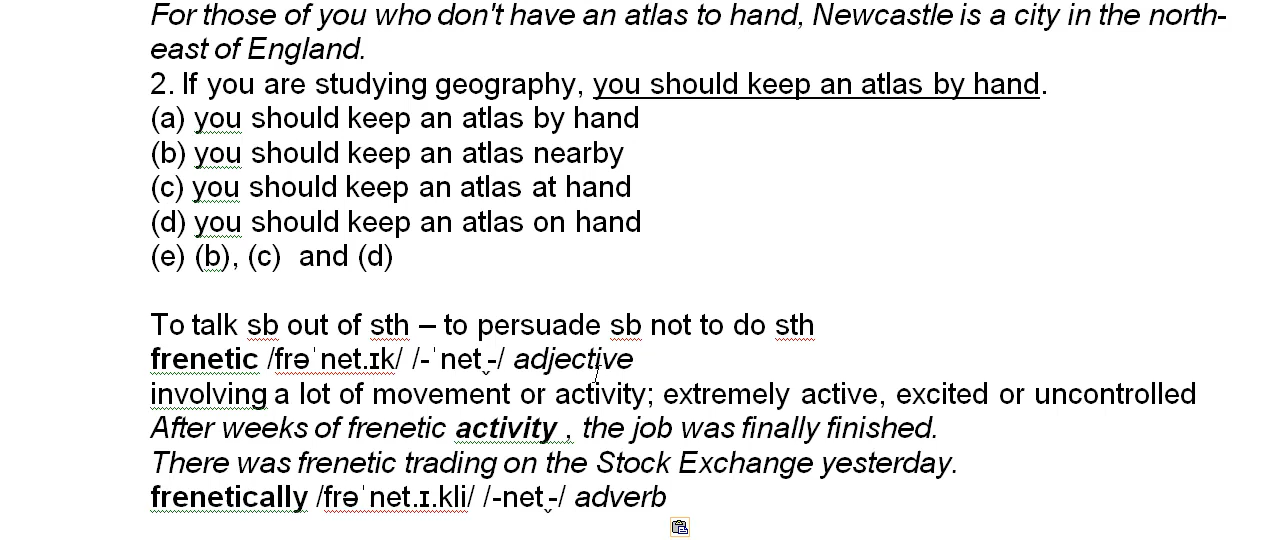 For those of you who don't have an atlas to hand, Newcastle is a city in the north-
east of England.
2. If you are studying geography, you should keep an atlas by hand.
(a) you should keep an atlas by hand
(b) you should keep an atlas nearby
(c) you should keep an atlas at hand
(d) you should keep an atlas on hand
(e) (b), (c)  and (d)
To talk sb out of sth – to persuade sb not to do sth
frenetic /frəˈnet.ɪk/ /-ˈnet̬-/ adjective
involving a lot of movement or activity; extremely active, excited or uncontrolled
After weeks of frenetic activity , the job was finally finished.
There was frenetic trading on the Stock Exchange yesterday.
frenetically /frəˈnet.ɪ.kli/ /-net̬-/ adverb